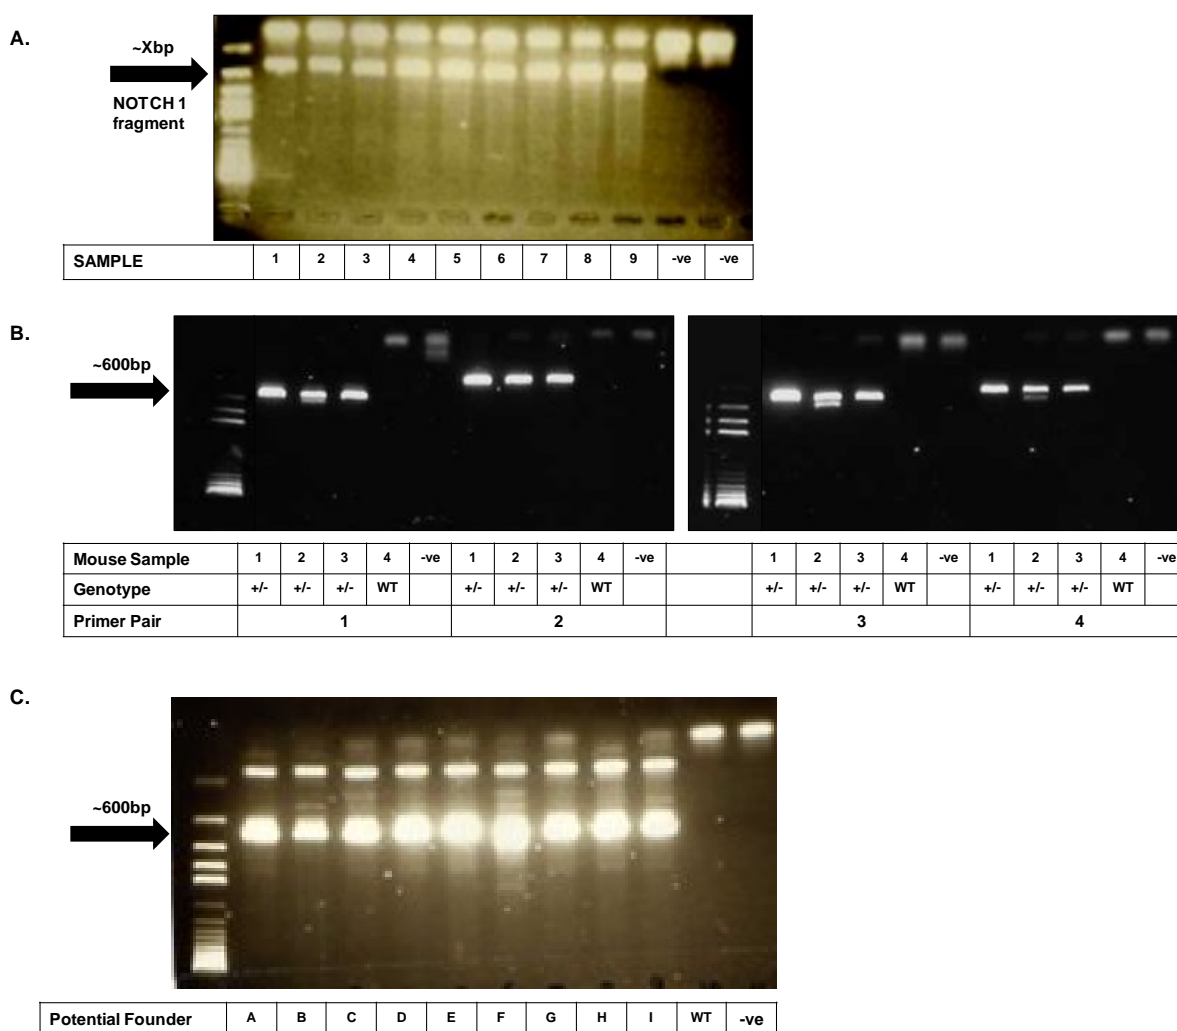 A.
~Xbp
NOTCH 1
fragment
SAMPLE 1 2 3 4 5 6 7 8 9 -ve -ve
B.
~600bp
Mouse Sample 1 2 3 4 -ve 1 2 3 4 -ve 1 2 3 4 -ve 1 2 3 4 -ve
Genotype +/- +/- +/- WT +/- +/- +/- WT +/- +/- +/- WT +/- +/- +/- WT
Primer Pair 1 2 3 4
C.
~600bp
Potential Founder A B C D E F G H I WT -ve